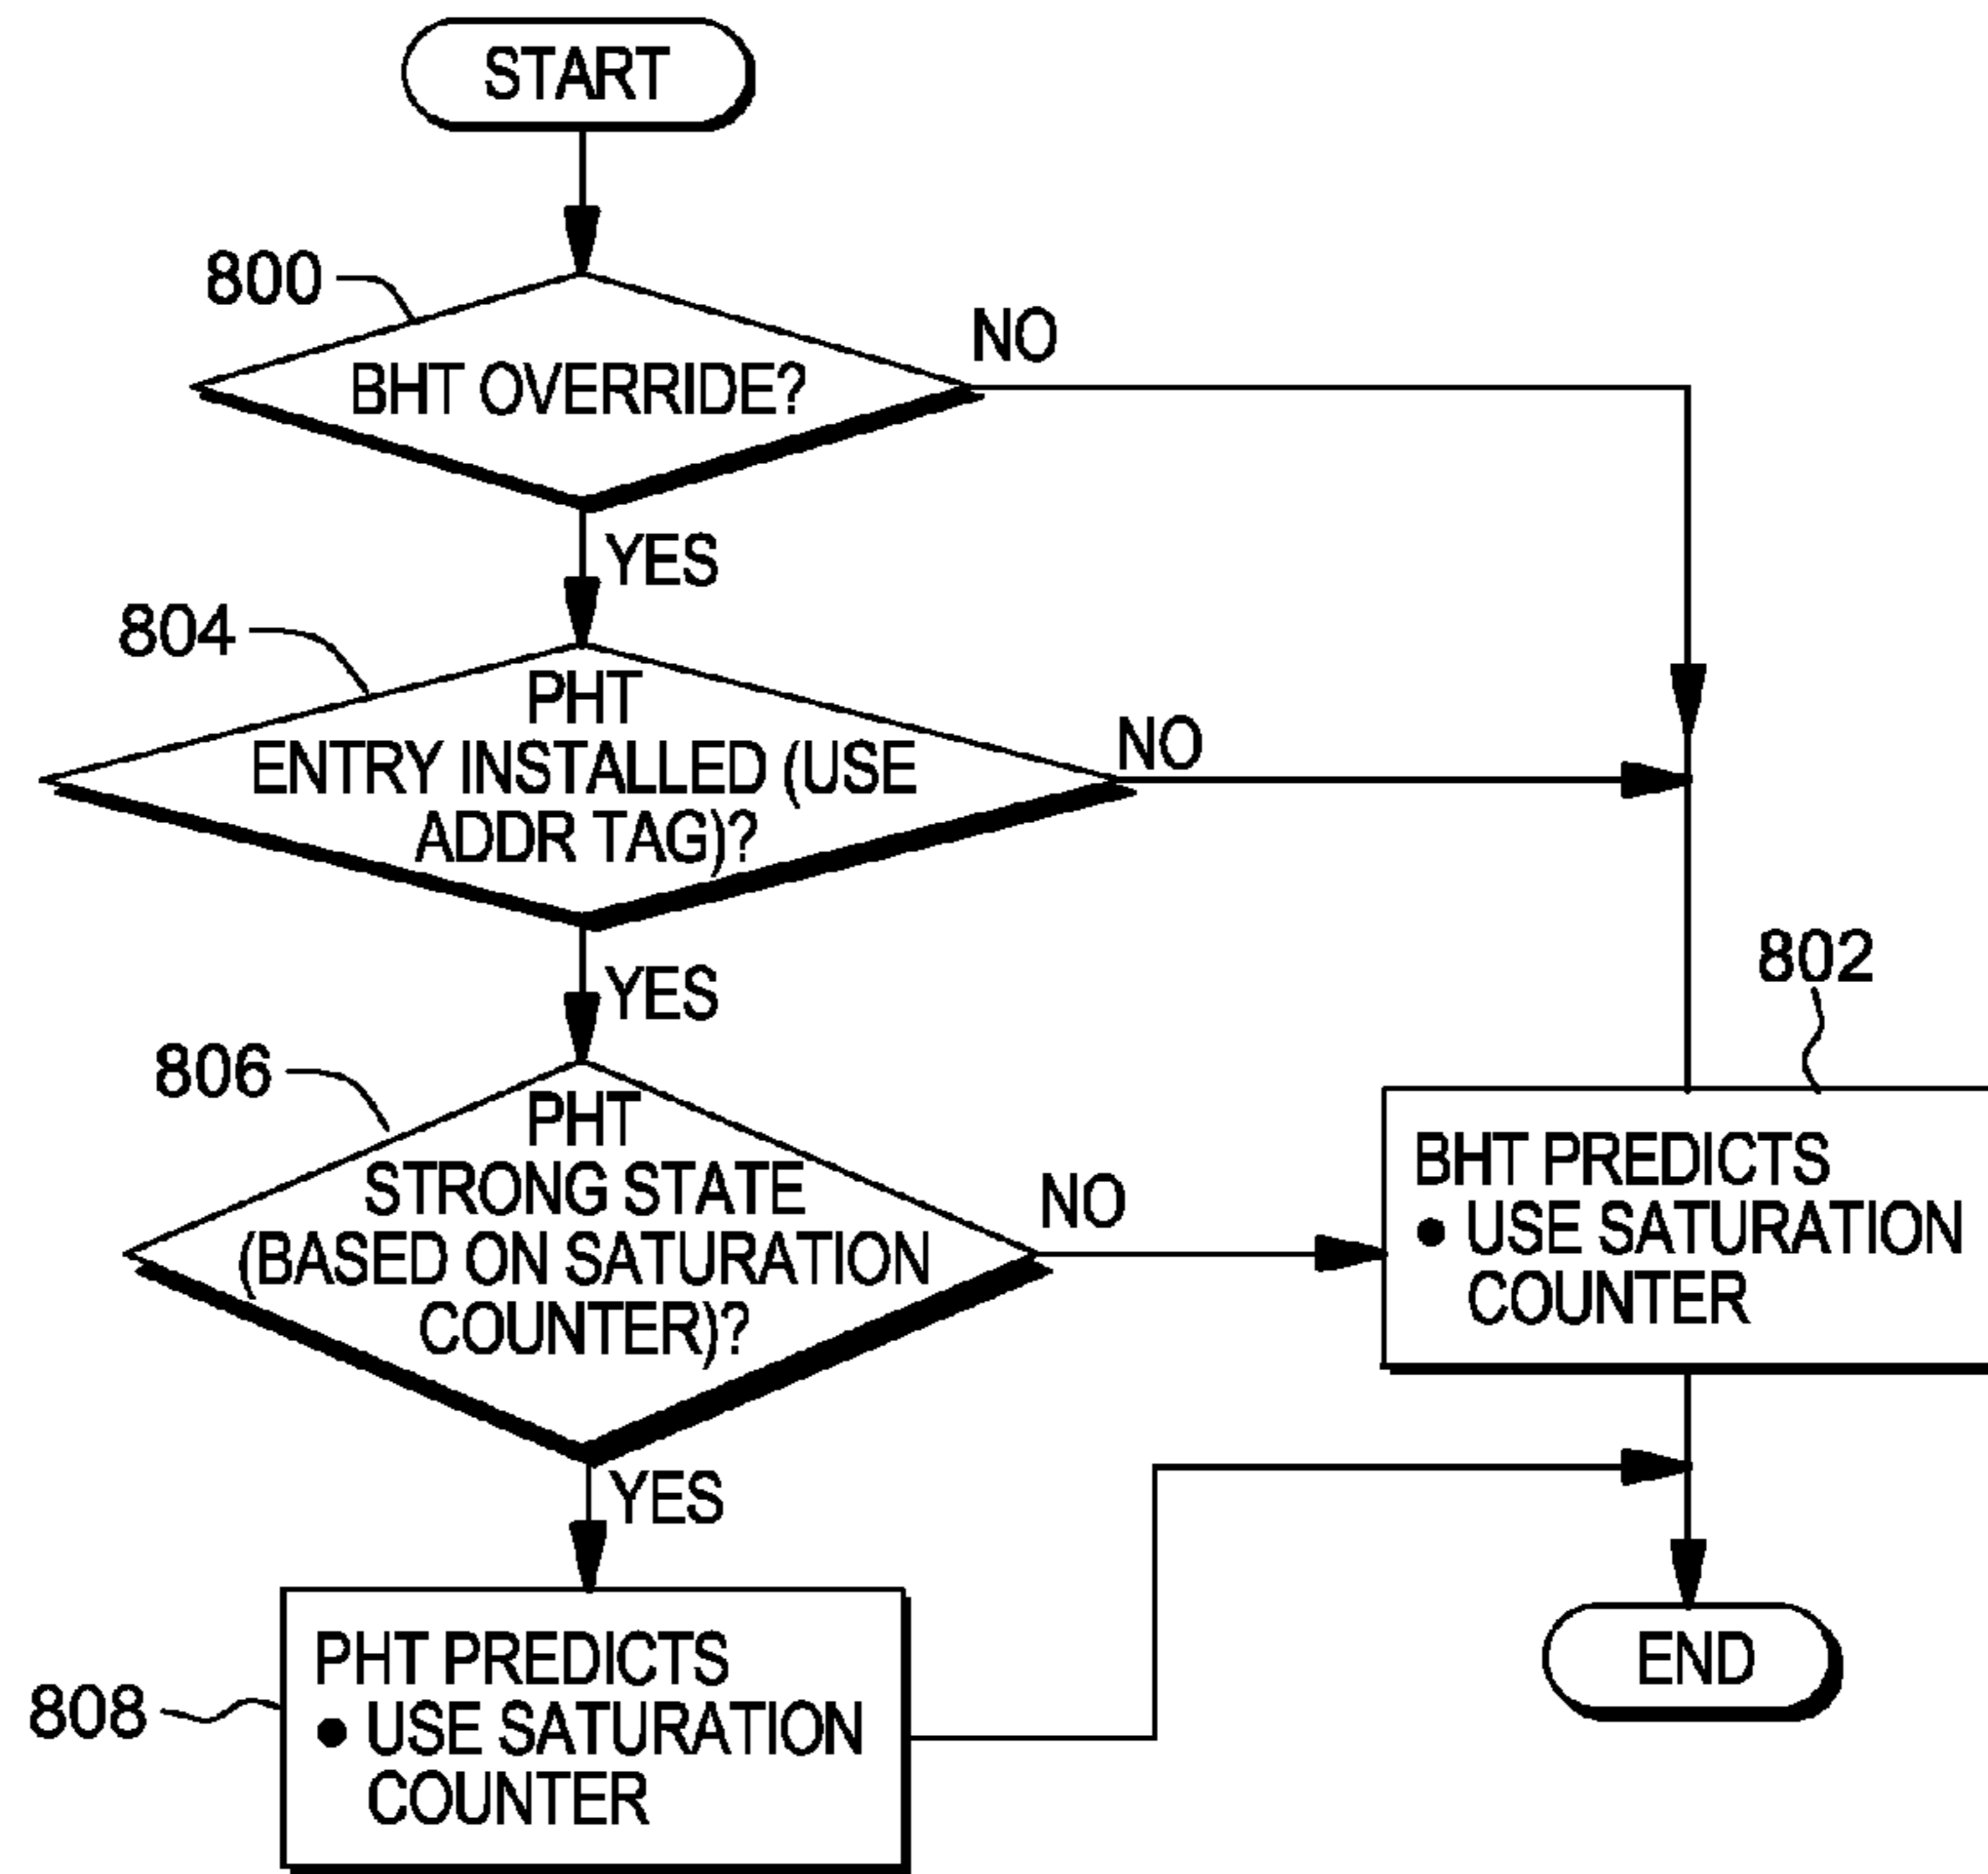 START
800
BHT OVERRIDE?
NO
YES
804
PHT
ENTRY INSTALLED (USE
ADDR TAG)?
NO
YES
802
806
PHT
STRONG STATE
(BASED ON SATURATION
COUNTER)?
NO
BHT PREDICTS
● USE SATURATION
COUNTER
YES
808
PHT PREDICTS
● USE SATURATION
COUNTER
END